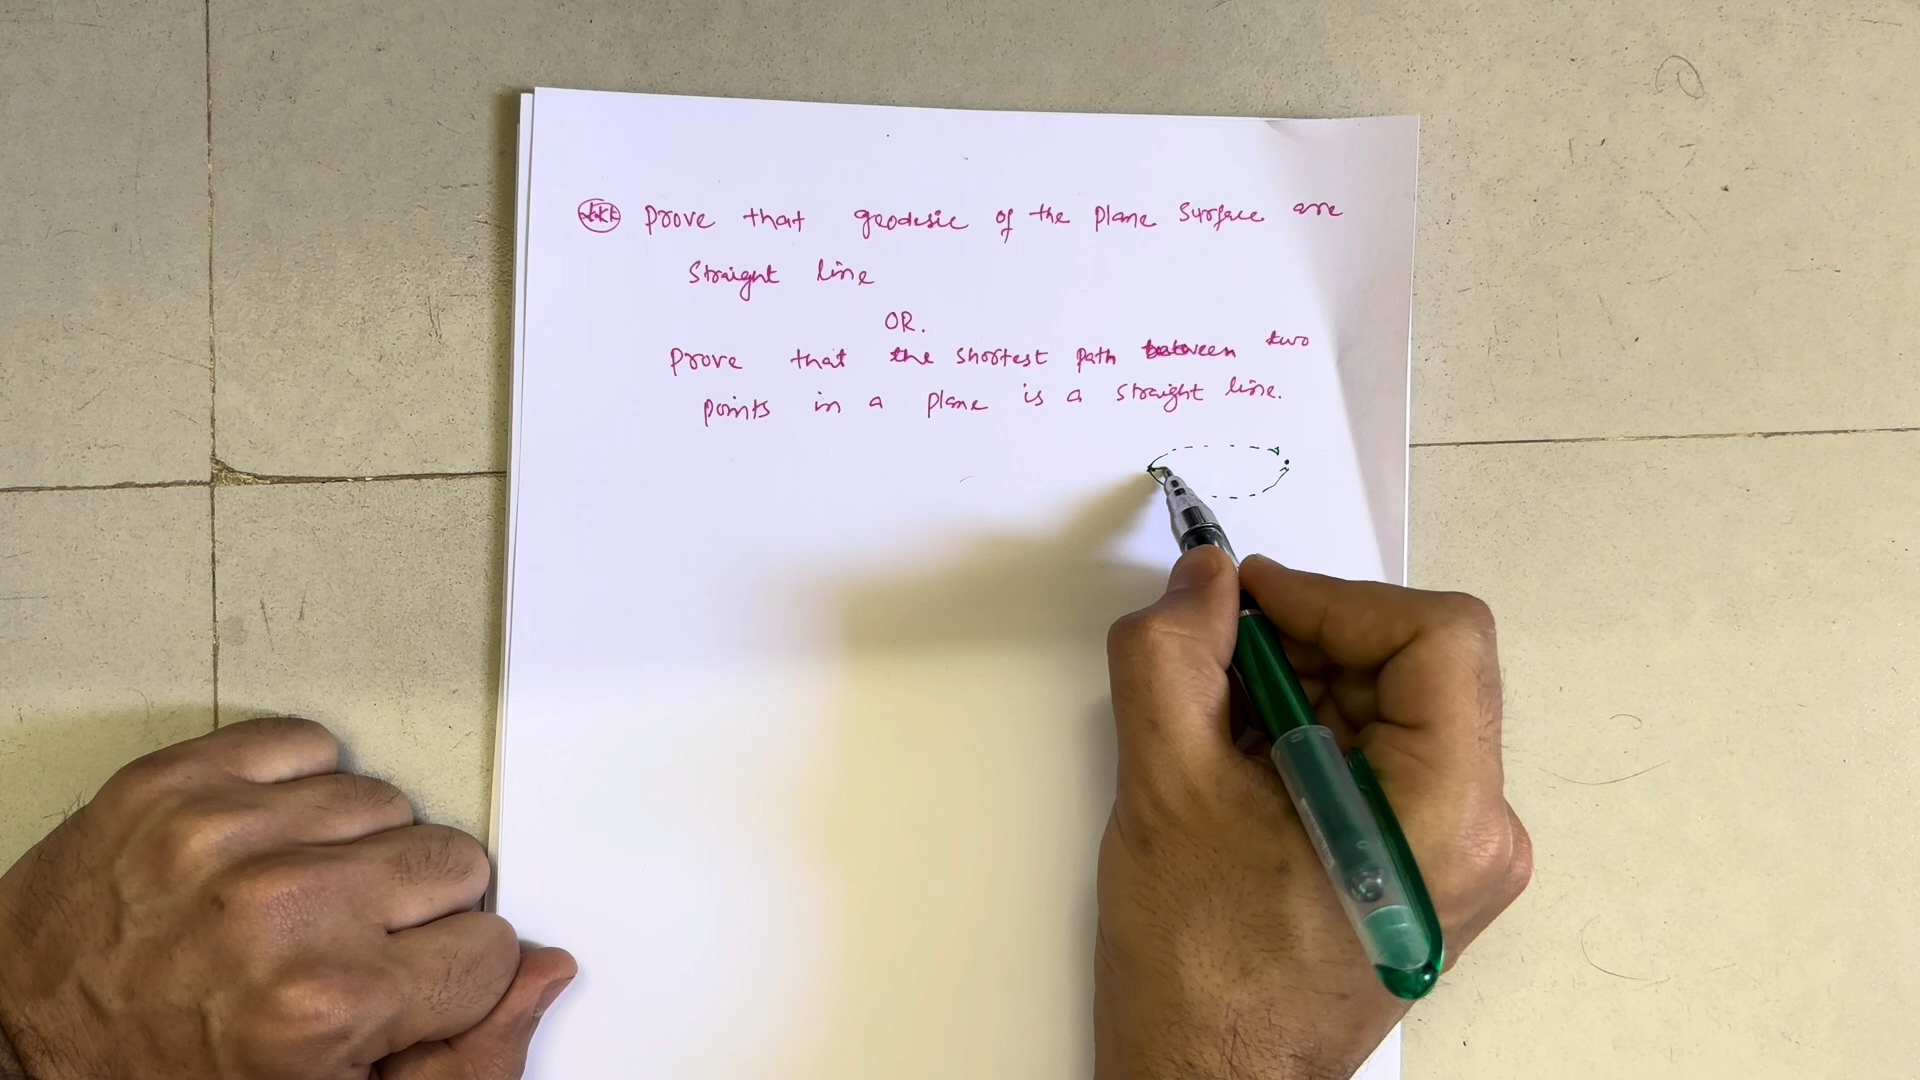 Prove that geodesic of the plane surface are
Straight line
OR.
Prove that the shortest path between two
points in a plane is a straight line.